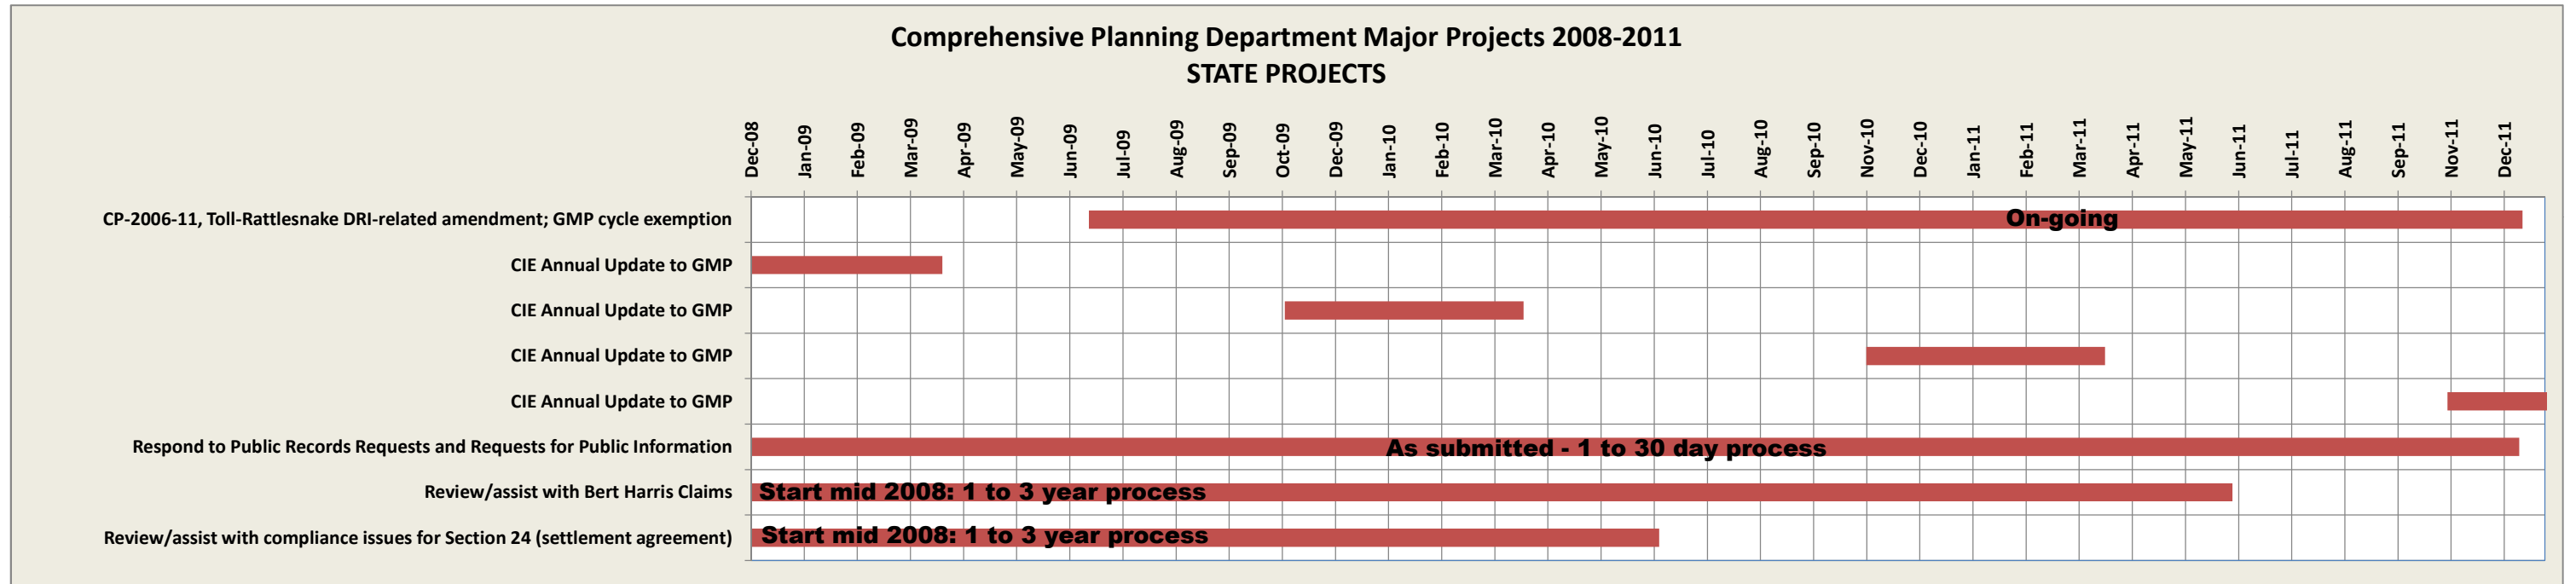 Comprehensive Planning Department Major Projects 2008-2011
STATE PROJECTS
Dec-08
Jan-09
Feb-09
Mar-09
Apr-09
May-09
Jun-09
Jul-09
Aug-09
Sep-09
Oct-09
Dec-09
Jan-10
Feb-10
Mar-10
Apr-10
May-10
Jun-10
Jul-10
Aug-10
Sep-10
Nov-10
Dec-10
Jan-11
Feb-11
Mar-11
Apr-11
May-11
Jun-11
Jul-11
Aug-11
Sep-11
Nov-11
Dec-11
CP-2006-11, Toll-Rattlesnake DRI-related amendment; GMP cycle exemption
On-going
CIE Annual Update to GMP
CIE Annual Update to GMP
CIE Annual Update to GMP
CIE Annual Update to GMP
Respond to Public Records Requests and Requests for Public Information
As submitted - 1 to 30 day process
Review/assist with Bert Harris Claims
Start mid 2008: 1 to 3 year process
Review/assist with compliance issues for Section 24 (settlement agreement)
Start mid 2008: 1 to 3 year process